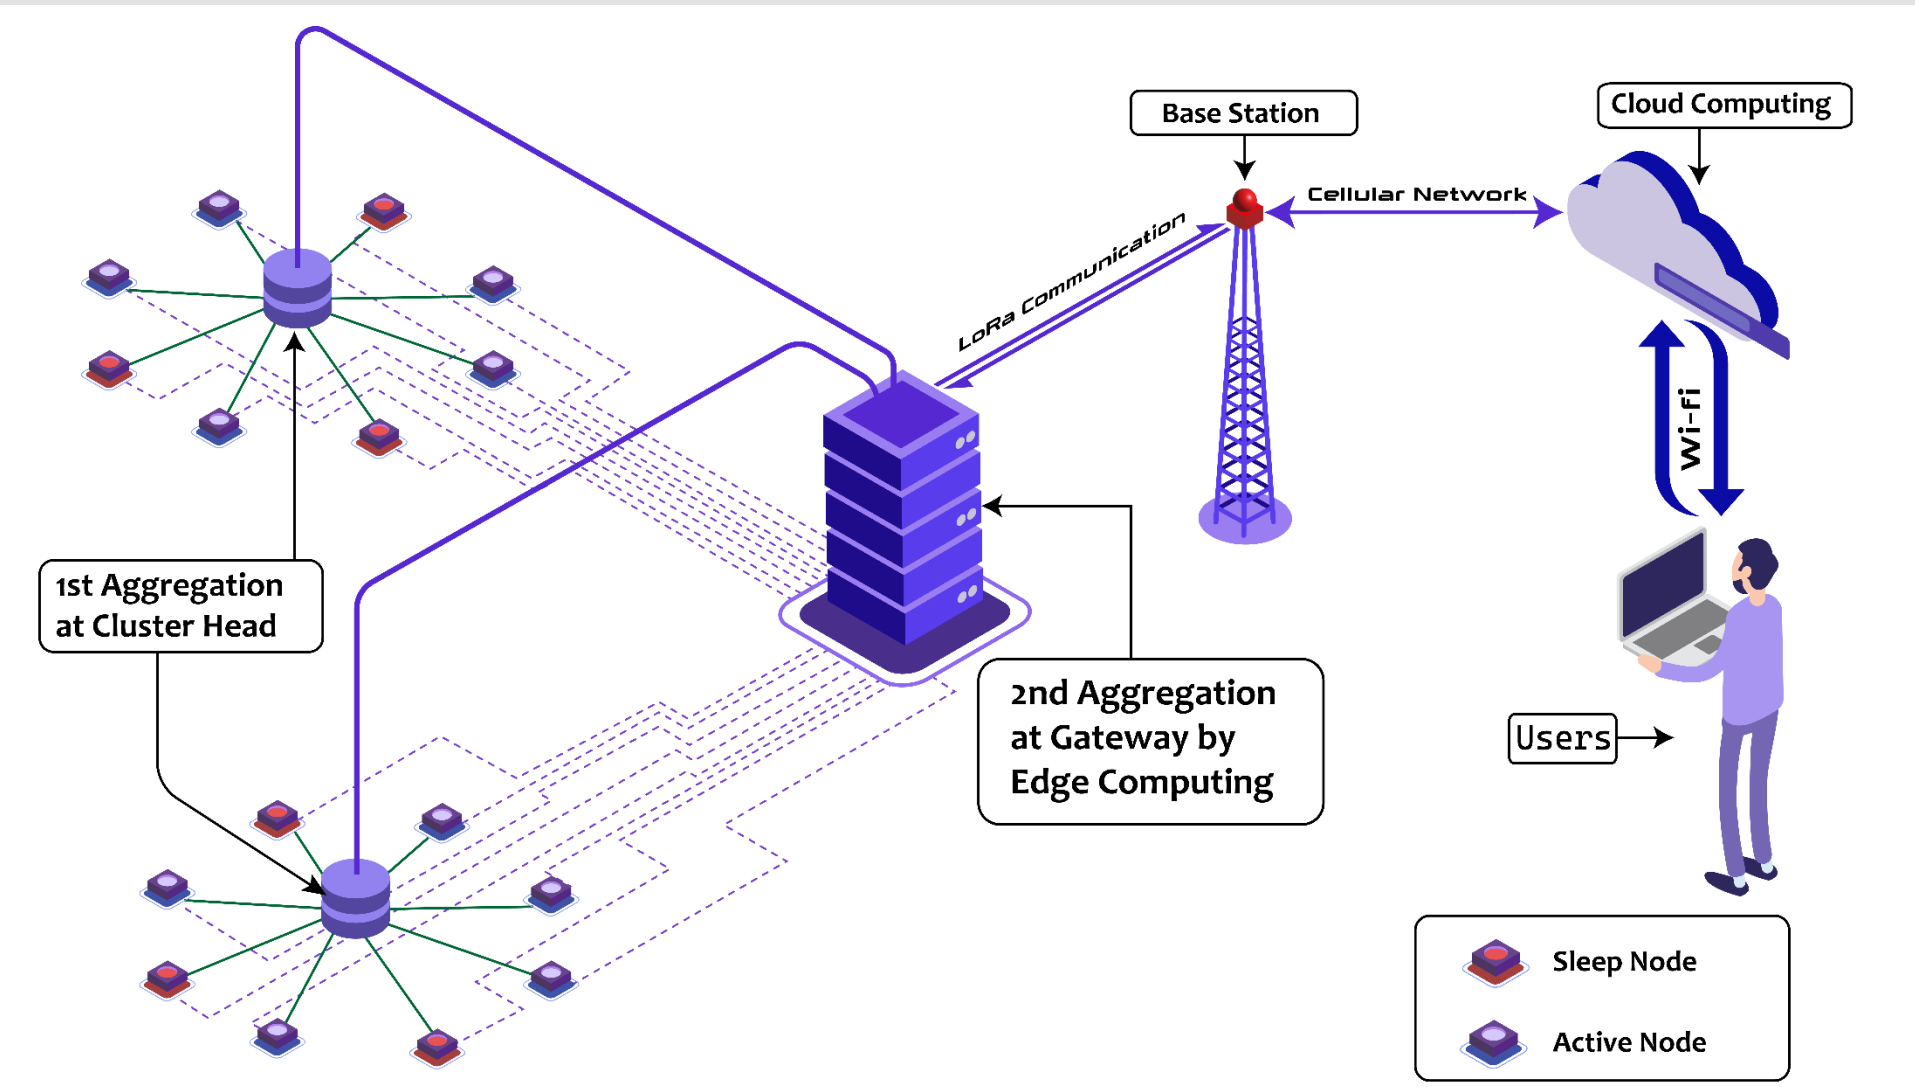 Base Station
Cloud Computing
Cellular Network
LoRa Communication
Wi-fi
1st Aggregation
at Cluster Head
2nd Aggregation
at Gateway by
Edge Computing
Users
Sleep Node
Active Node